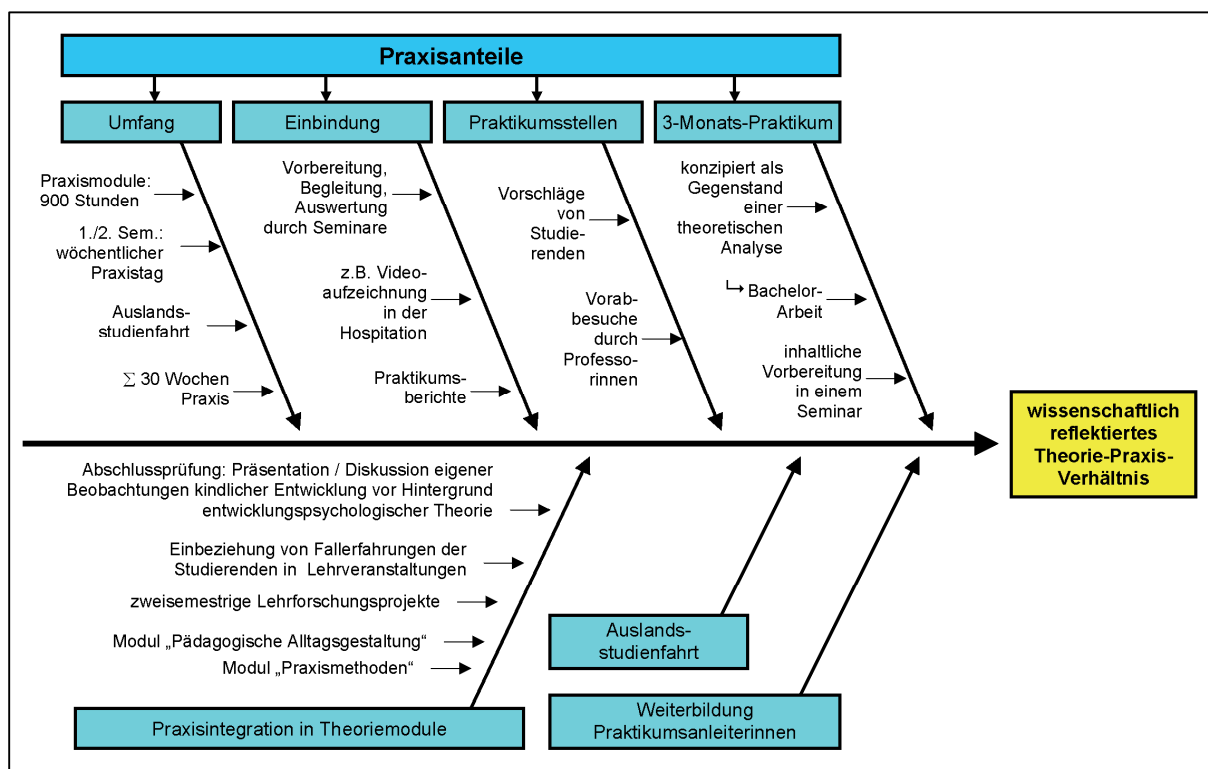 Praxisanteile
Umfang
Einbindung
Praktikumsstellen
3-Monats-Praktikum
Praxismodule:
900 Stunden
1./2. Sem.:
wöchentlicher
Praxistag
Auslands-
studienfahrt
∑ 30 Wochen
Praxis
Vorbereitung,
Begleitung,
Auswertung
durch Seminare
z.B. Video-
aufzeichnung
in der
Hospitation
Praktikums-
berichte
Vorschläge
von
Studie-
renden
Vorab-
besuche
durch
Professo-
rinnen
konzipiert als
Gegenstand
einer
theoretischen
Analyse
Bachelor-
Arbeit
inhaltliche
Vorbereitung
in einem
Seminar
wissenschaftlich
reflektiertes
Theorie-Praxis-
Verhältnis
Abschlussprüfung: Präsentation / Diskussion eigener
Beobachtungen kindlicher Entwicklung vor Hintergrund
entwicklungspsychologischer Theorie
Einbeziehung von Fallerfahrungen der
Studierenden in Lehrveranstaltungen
zweisemestrige Lehrforschungsprojekte
Modul „Pädagogische Alltagsgestaltung“
Modul „Praxismethoden“
Praxisintegration in Theoriemodule
Auslands-
studienfahrt
Weiterbildung
Praktikumsanleiterinnen